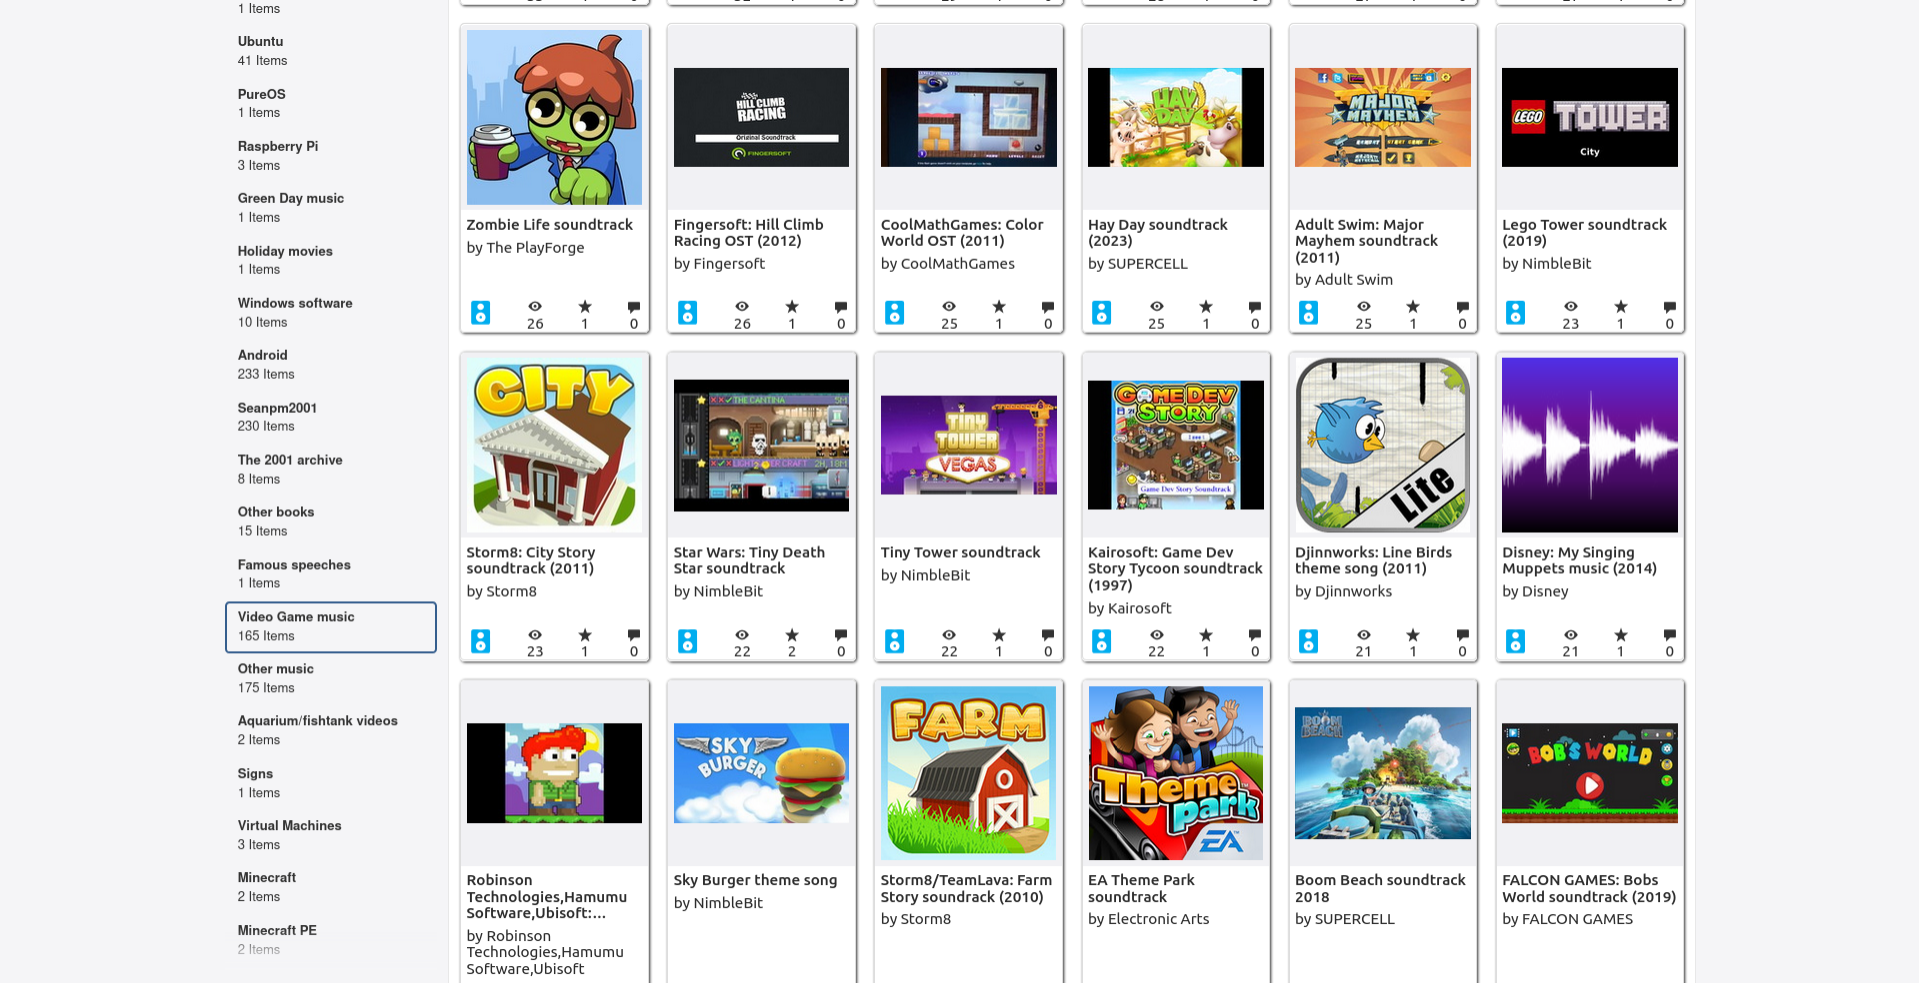 1 Items
Ubuntu
41 Items
PureOS
1 Items
Raspberry Pi
3 Items
Green Day music
1 Items
Holiday movies
1 Items
Windows software
10 Items
Android
233 Items
Seanpm2001
230 Items
The 2001 archive
8 Items
Other books
15 Items
Famous speeches
1 Items
Video Game music
165 Items
Other music
175 Items
Aquarium/fishtank videos
2 Items
Signs
1 Items
Virtual Machines
3 Items
Minecraft
2 Items
Minecraft PE
2 Items
Zombie Life soundtrack
by The PlayForge
26 1 0
HILL CLIMB
RACING
Original Soundtrack
FINGERSOFT
Fingersoft: Hill Climb
Racing OST (2012)
by Fingersoft
26 1 0
CoolMathGames: Color
World OST (2011)
by CoolMathGames
25 1 0
HAY
DAY
Hay Day soundtrack
(2023)
by SUPERCELL
25 1 0
MAJOR
MAYHEM
Adult Swim: Major
Mayhem soundtrack
(2011)
by Adult Swim
25 1 0
LEGO TOWER
City
Lego Tower soundtrack
(2019)
by NimbleBit
23 1 0
CITY
Storm8: City Story
soundtrack (2011)
by Storm8
23 1 0
THE CANTINA 5M
2H, 18M
Star Wars: Tiny Death
Star soundtrack
by NimbleBit
22 2 0
TINY
TOWER
VEGAS
Tiny Tower soundtrack
by NimbleBit
22 1 0
GAME DEV
STORY
Game Dev Story Soundtrack
Kairosoft: Game Dev
Story Tycoon soundtrack
(1997)
by Kairosoft
22 1 0
Lite
Djinnworks: Line Birds
theme song (2011)
by Djinnworks
21 1 0
Disney: My Singing
Muppets music (2014)
by Disney
21 1 0
Robinson
Technologies,Hamumu
Software,Ubisoft:...
by Robinson
Technologies,Hamumu
Software,Ubisoft
SKY
BURGER
Sky Burger theme song
by NimbleBit
FARM
Storm8/TeamLava: Farm
Story soundrack (2010)
by Storm8
Theme
park
EA
EA Theme Park
soundtrack
by Electronic Arts
BOOM
BEACH
Boom Beach soundtrack
2018
by SUPERCELL
BOB'S WORLD
FALCON GAMES: Bobs
World soundtrack (2019)
by FALCON GAMES